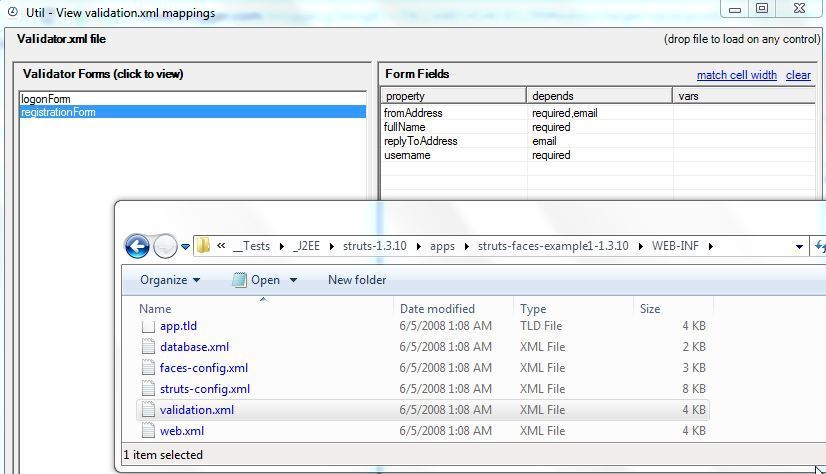 Util - View validation.xml mappings
Validator.xml file (drop file to load on any control)
Validator Forms (click to view)
logonForm
registrationForm
Form Fields match cell width clear
property depends vars
fromAddress required,email
fullName required
replyToAddress email
username required
« __Tests _J2EE struts-1.3.10 apps struts-faces-example1-1.3.10 WEB-INF
Organize Open New folder
Name Date modified Type Size
app.tld 6/5/2008 1:08 AM TLD File 4 KB
database.xml 6/5/2008 1:08 AM XML File 2 KB
faces-config.xml 6/5/2008 1:08 AM XML File 3 KB
struts-config.xml 6/5/2008 1:08 AM XML File 8 KB
validation.xml 6/5/2008 1:08 AM XML File 4 KB
web.xml 6/5/2008 1:08 AM XML File 4 KB
1 item selected